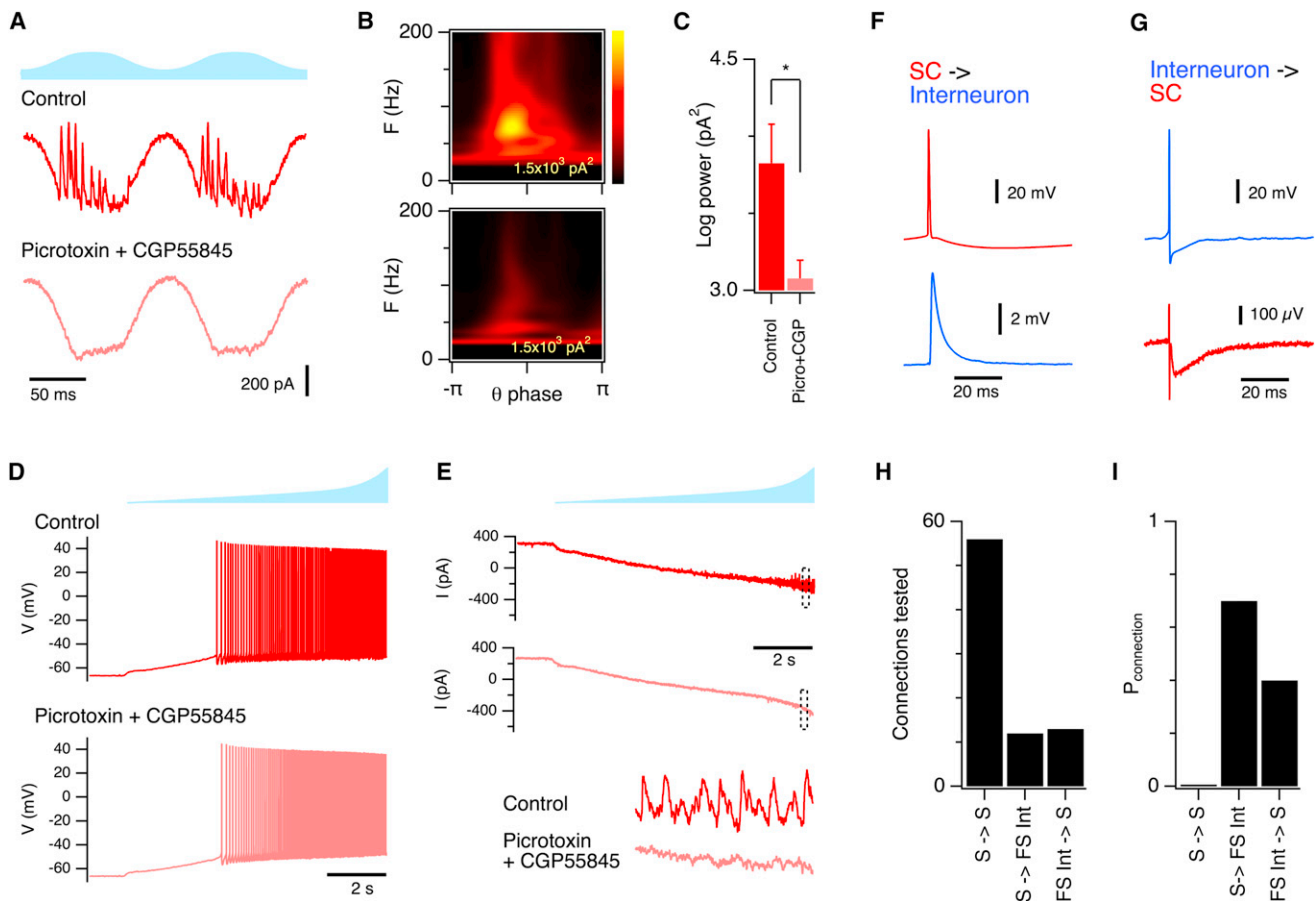 A
Control
Picrotoxin + CGP55845
50 ms
200 pA
B
200
F (Hz)
0
1.5x10³ pA²
200
F (Hz)
0
1.5x10³ pA²
-π
θ phase
π
C
4.5
Log power (pA²)
3.0
*
Control
Picro+CGP
F
SC ->
Interneuron
20 mV
2 mV
20 ms
G
Interneuron ->
SC
20 mV
100 µV
20 ms
D
Control
40
20
0
-20
-40
-60
V (mV)
Picrotoxin + CGP55845
40
20
0
-20
-40
-60
V (mV)
2 s
E
400
0
-400
I (pA)
2 s
400
0
-400
I (pA)
Control
Picrotoxin
+ CGP55845
H
60
Connections tested
0
S -> S
S-> FS Int
FS Int -> S
I
1
Pconnection
0
S -> S
S-> FS Int
FS Int -> S